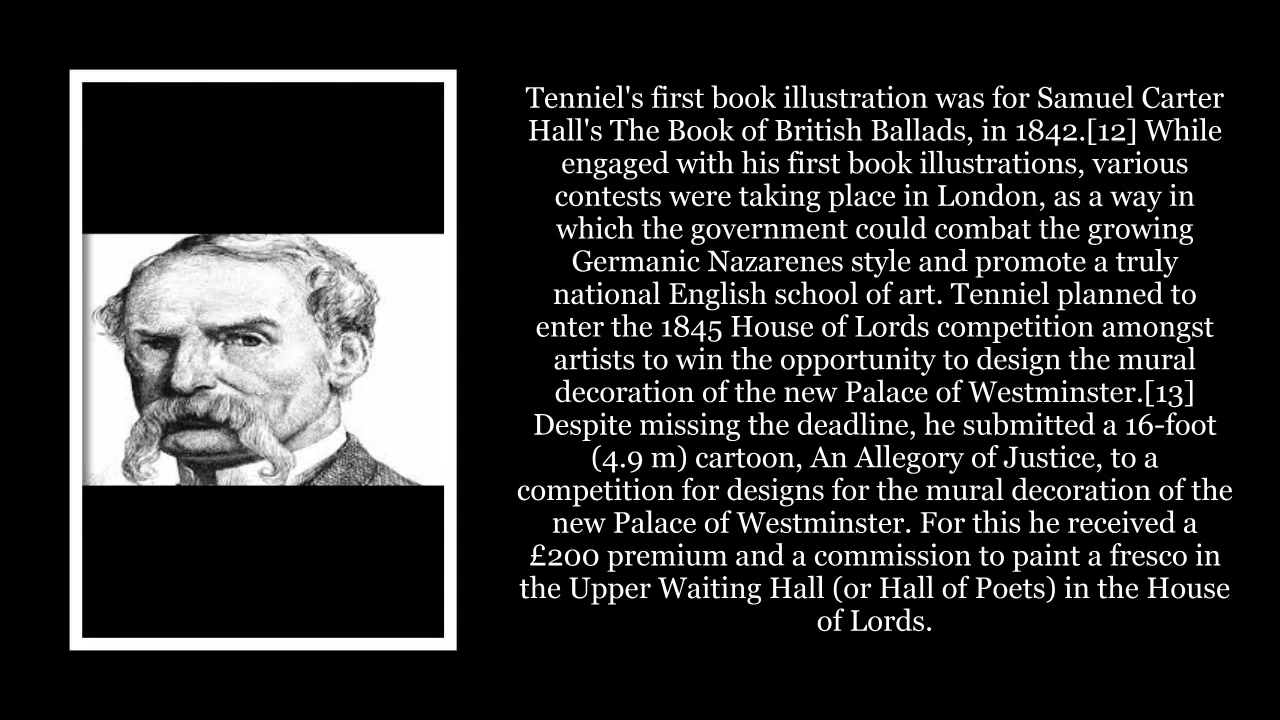 Tenniel's first book illustration was for Samuel Carter
Hall's The Book of British Ballads, in 1842.[12] While
engaged with his first book illustrations, various
contests were taking place in London, as a way in
which the government could combat the growing
Germanic Nazarenes style and promote a truly
national English school of art. Tenniel planned to
enter the 1845 House of Lords competition amongst
artists to win the opportunity to design the mural
decoration of the new Palace of Westminster.[13]
Despite missing the deadline, he submitted a 16-foot
(4.9 m) cartoon, An Allegory of Justice, to a
competition for designs for the mural decoration of the
new Palace of Westminster. For this he received a
£200 premium and a commission to paint a fresco in
the Upper Waiting Hall (or Hall of Poets) in the House
of Lords.